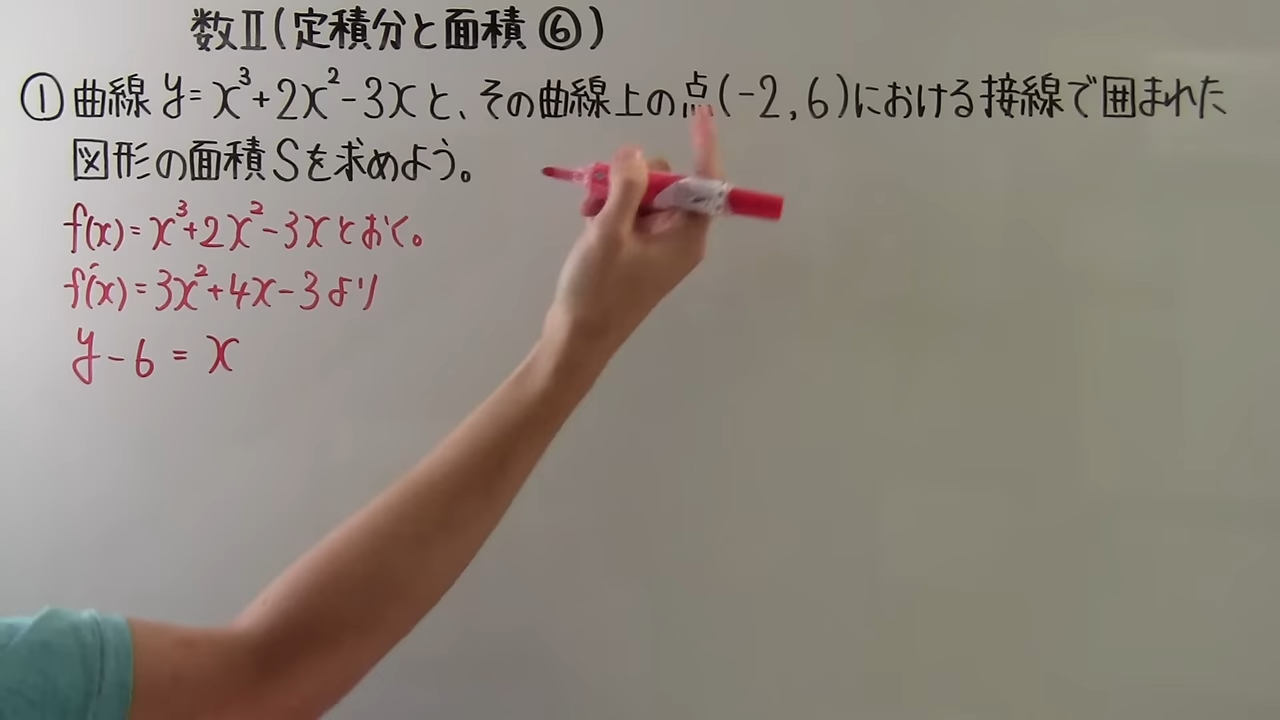 数Ⅱ(定積分と面積⑥)
① 曲線 y=x³+2x²-3xと、その曲線上の点(-2,6)における接線で囲まれた
図形の面積Sを求めよう。
f(x)=x³+2x²-3xとおく。
f'(x)=3x²+4x-3より
y-6=x